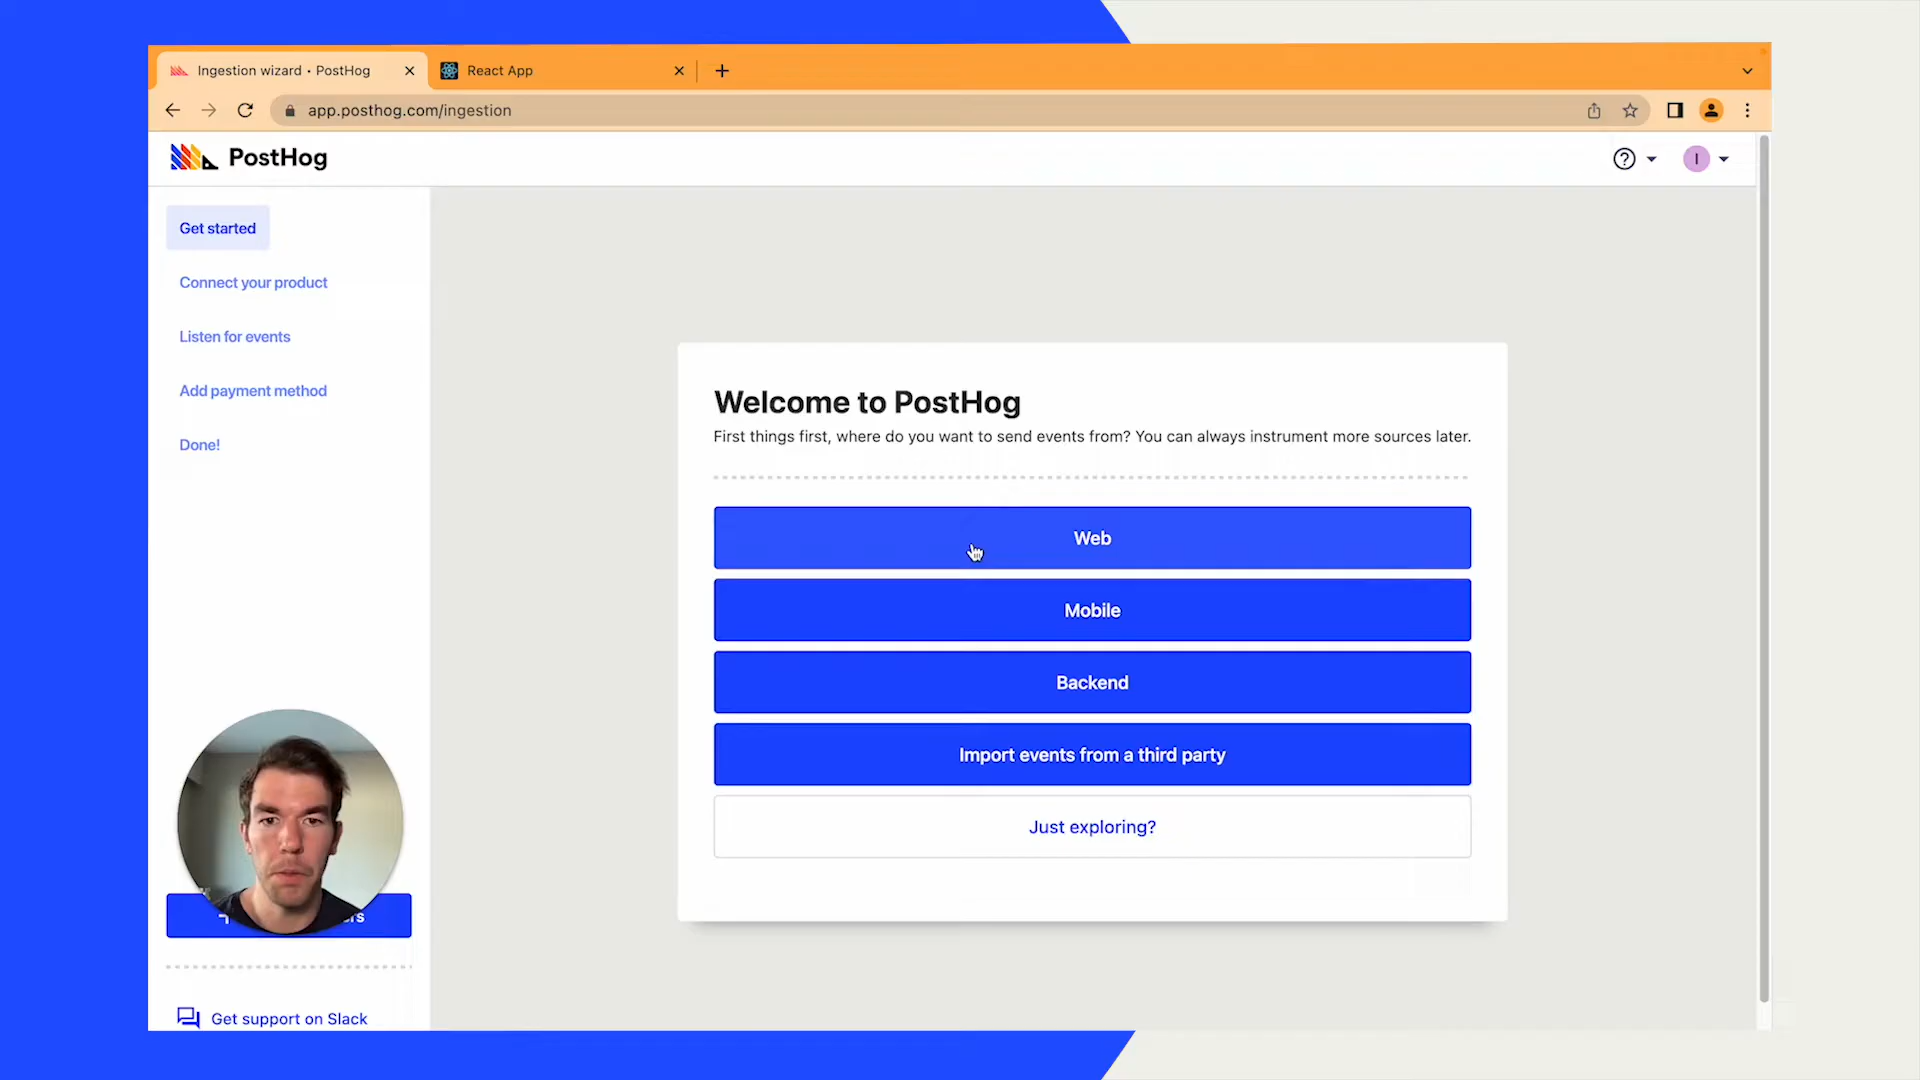 Ingestion wizard • PostHog
React App
app.posthog.com/ingestion
PostHog
I
Get started
Connect your product
Listen for events
Add payment method
Done!
Welcome to PostHog
First things first, where do you want to send events from? You can always instrument more sources later.
Web
Mobile
Backend
Import events from a third party
Just exploring?
Get support on Slack